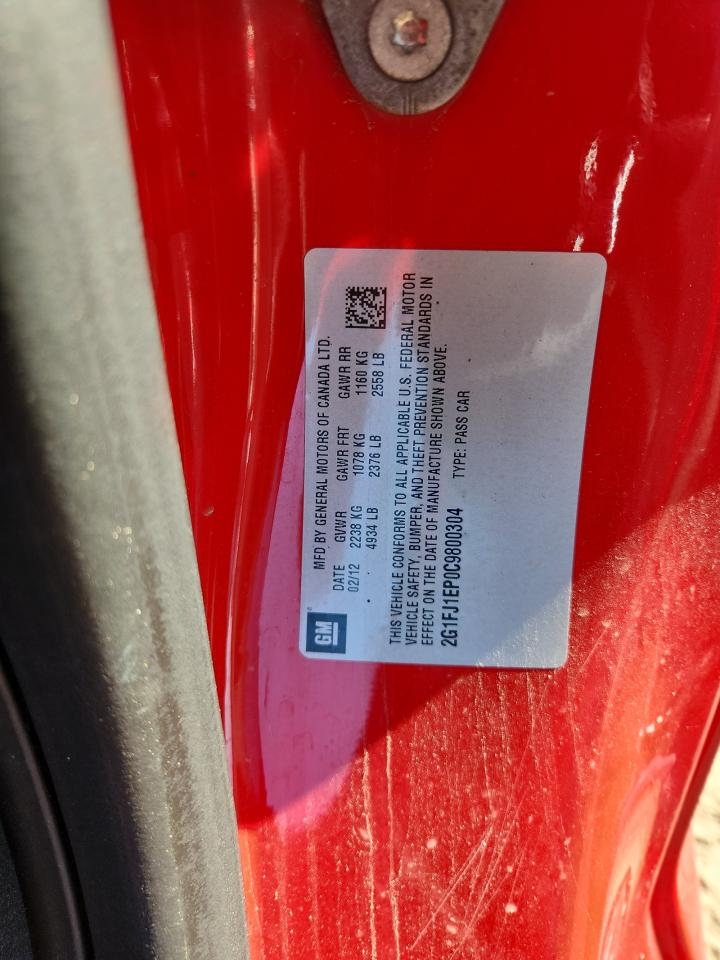 GM®
MFD BY GENERAL MOTORS OF CANADA LTD.
DATE GVWR GAWR FRT GAWR RR
02/12 2238 KG 1078 KG 1160 KG
4934 LB 2376 LB 2558 LB
THIS VEHICLE CONFORMS TO ALL APPLICABLE U.S. FEDERAL MOTOR
VEHICLE SAFETY, BUMPER, AND THEFT PREVENTION STANDARDS IN
EFFECT ON THE DATE OF MANUFACTURE SHOWN ABOVE.
2G1FJ1EP0C9800304 TYPE: PASS CAR